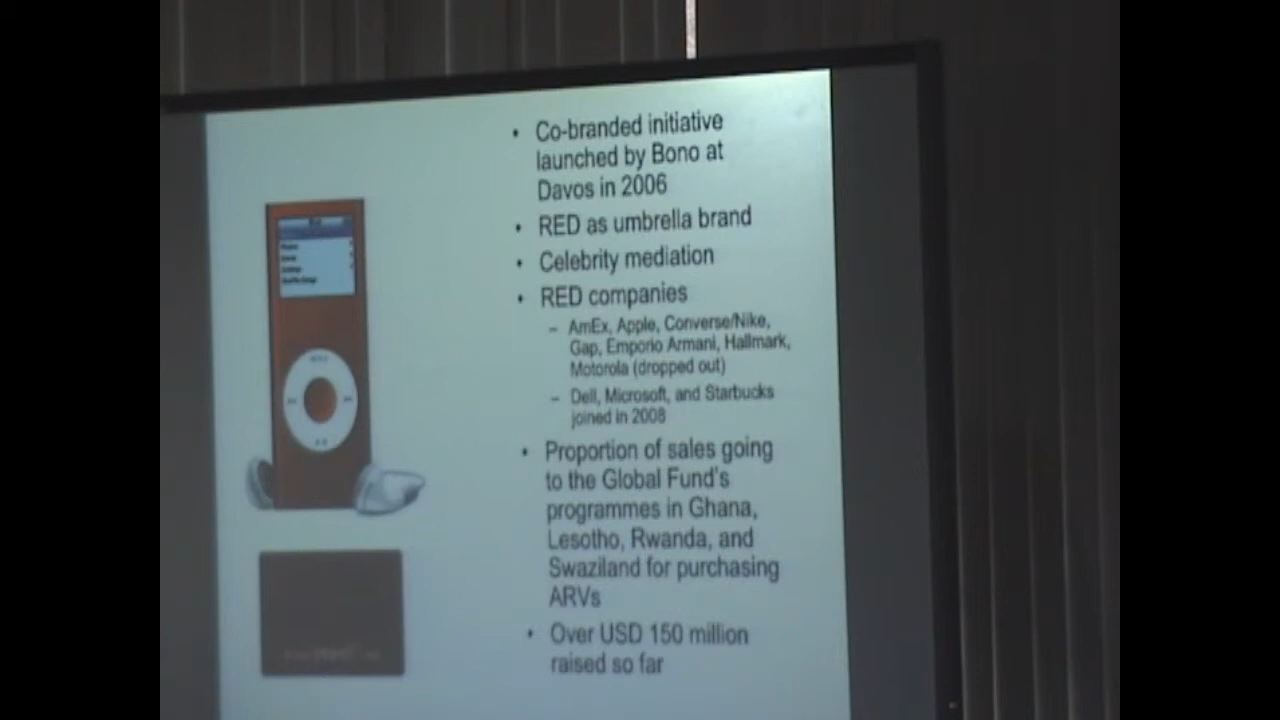 • Co-branded initiative
launched by Bono at
Davos in 2006
• RED as umbrella brand
• Celebrity mediation
• RED companies
– AmEx, Apple, Converse/Nike,
Gap, Emporio Armani, Hallmark,
Motorola (dropped out)
– Dell, Microsoft, and Starbucks
joined in 2008
• Proportion of sales going
to the Global Fund's
programmes in Ghana,
Lesotho, Rwanda, and
Swaziland for purchasing
ARVs
• Over USD 150 million
raised so far